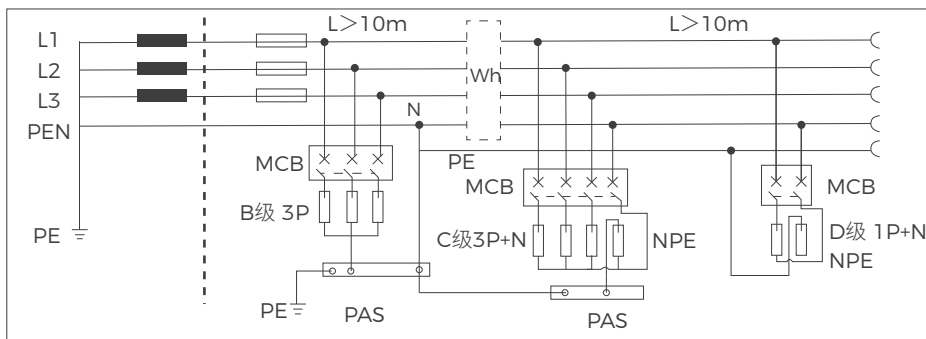 L1
L2
L3
PEN
PE
L＞10m
L＞10m
Wh
N
PE
MCB
MCB
MCB
B级 3P
C级3P+N
NPE
D级 1P+N
NPE
PE
PAS
PAS